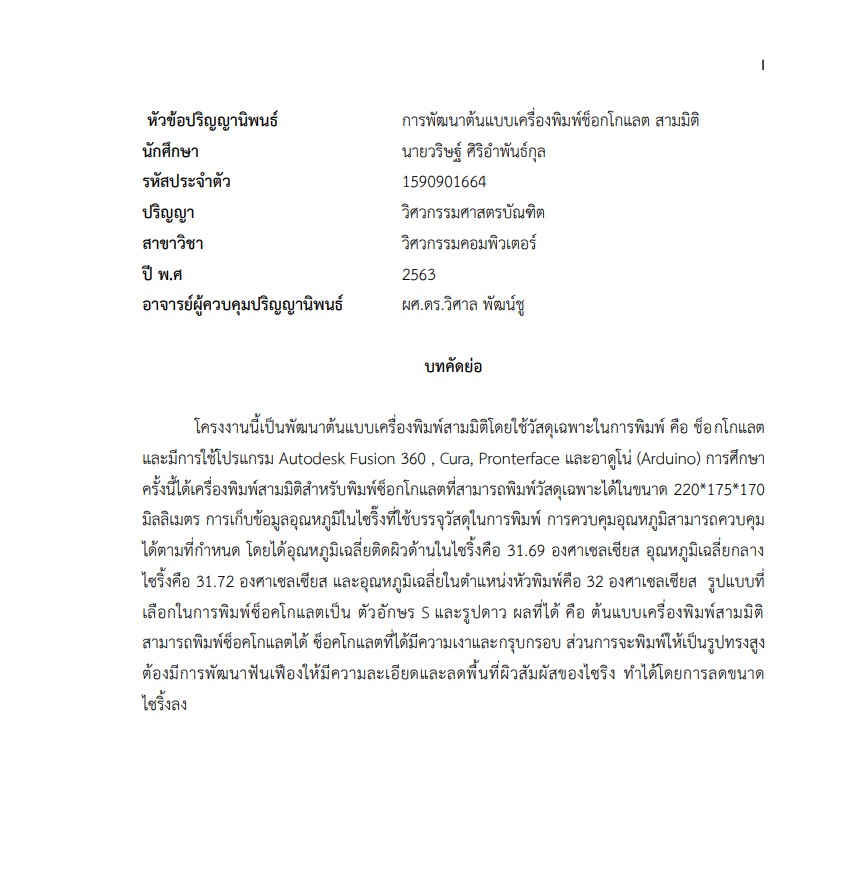 I
หัวข้อปริญญานิพนธ์ การพัฒนาต้นแบบเครื่องพิมพ์ช็อกโกแลต สามมิติ
นักศึกษา นายวริษฐ์ ศิริอำพันธ์กุล
รหัสประจำตัว 1590901664
ปริญญา วิศวกรรมศาสตรบัณฑิต
สาขาวิชา วิศวกรรมคอมพิวเตอร์
ปี พ.ศ 2563
อาจารย์ผู้ควบคุมปริญญานิพนธ์ ผศ.ดร.วิศาล พัฒน์ชู
บทคัดย่อ
โครงงานนี้เป็นพัฒนาต้นแบบเครื่องพิมพ์สามมิติโดยใช้วัสดุเฉพาะในการพิมพ์ คือ ช็อกโกแลต
และมีการใช้โปรแกรม Autodesk Fusion 360 , Cura, Pronterface และอาดูโน่ (Arduino) การศึกษา
ครั้งนี้ได้เครื่องพิมพ์สามมิติสำหรับพิมพ์ช็อกโกแลตที่สามารถพิมพ์วัสดุเฉพาะได้ในขนาด 220*175*170
มิลลิเมตร การเก็บข้อมูลอุณหภูมิในไซริ๊งที่ใช้บรรจุวัสดุในการพิมพ์ การควบคุมอุณหภูมิสามารถควบคุม
ได้ตามที่กำหนด โดยได้อุณหภูมิเฉลี่ยติดผิวด้านในไซริ้งคือ 31.69 องศาเซลเซียส อุณหภูมิเฉลี่ยกลาง
ไซริ้งคือ 31.72 องศาเซลเซียส และอุณหภูมิเฉลี่ยในตำแหน่งหัวพิมพ์คือ 32 องศาเซลเซียส รูปแบบที่
เลือกในการพิมพ์ช็อคโกแลตเป็น ตัวอักษร S และรูปดาว ผลที่ได้ คือ ต้นแบบเครื่องพิมพ์สามมิติ
สามารถพิมพ์ช็อคโกแลตได้ ช็อคโกแลตที่ได้มีความเงาและกรุบกรอบ ส่วนการจะพิมพ์ให้เป็นรูปทรงสูง
ต้องมีการพัฒนาฟันเฟืองให้มีความละเอียดและลดพื้นที่ผิวสัมผัสของไซริง ทำได้โดยการลดขนาด
ไซริ้งลง